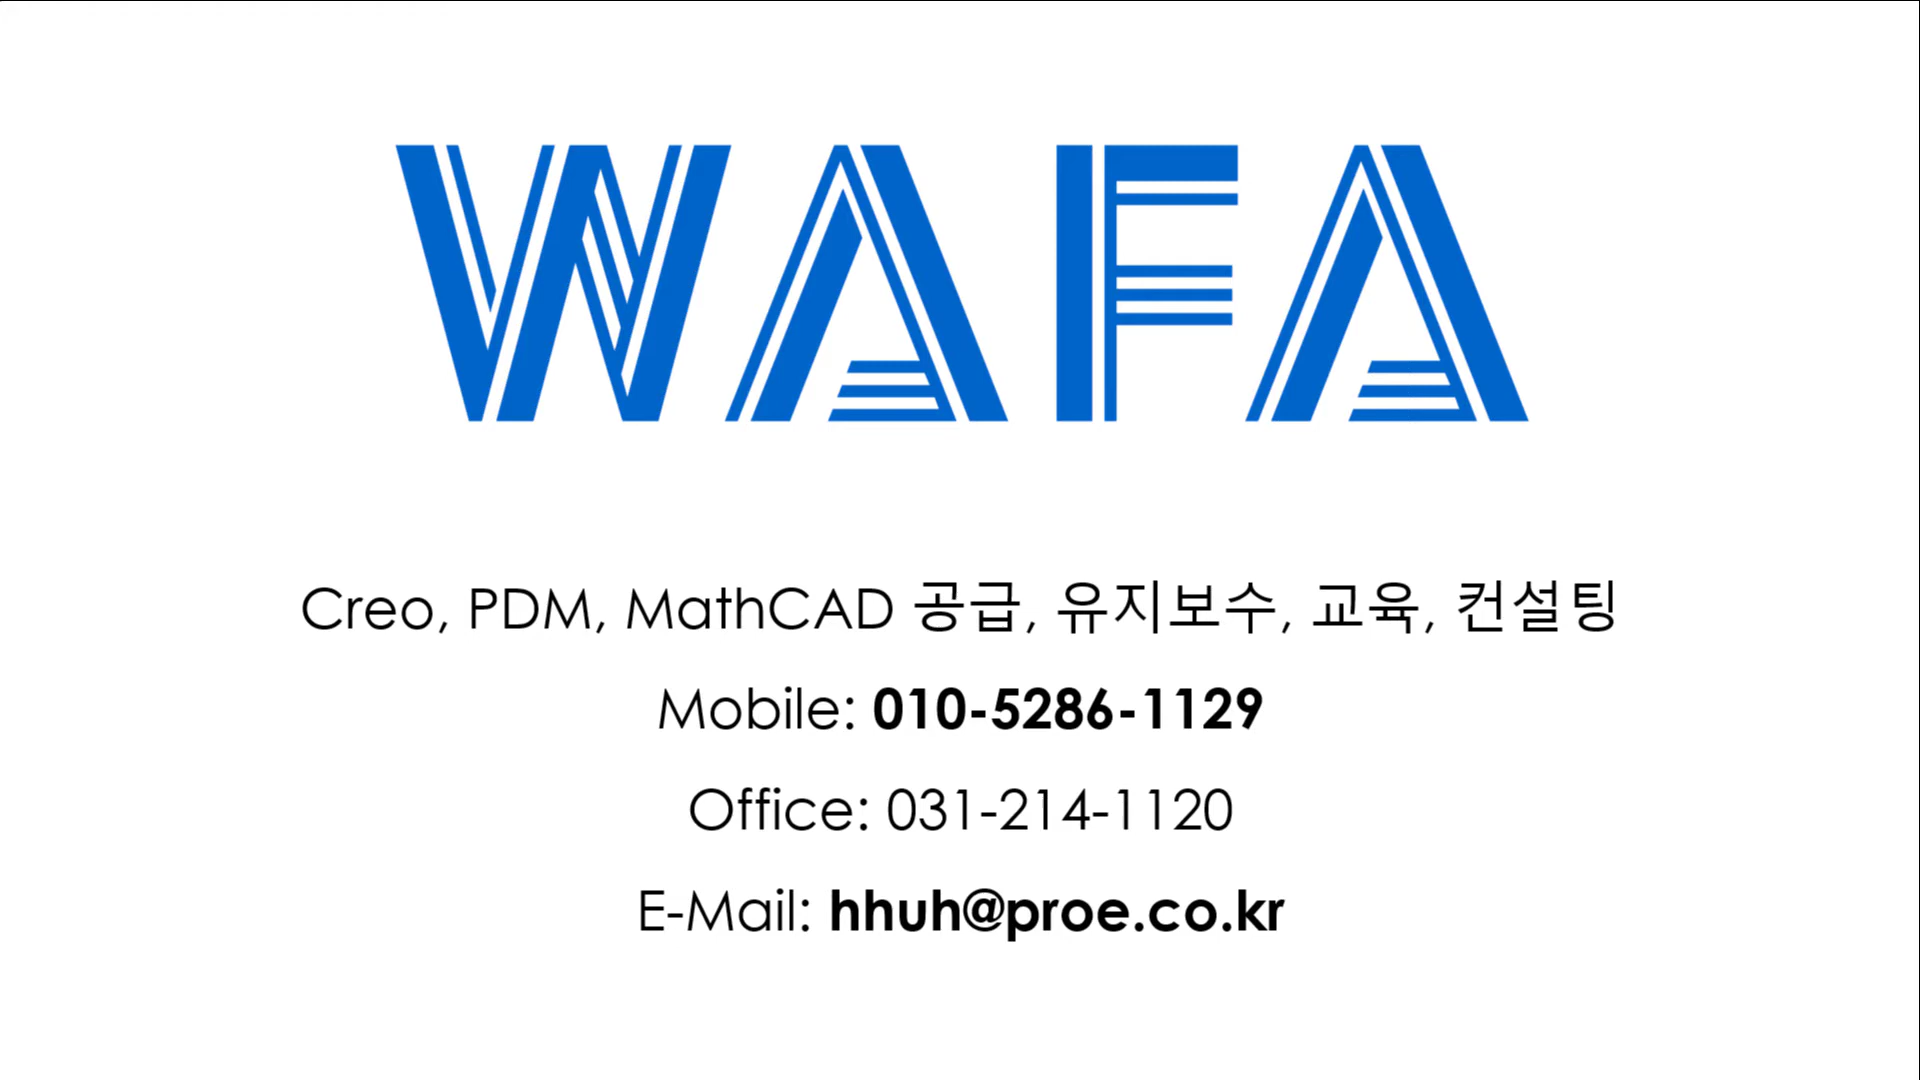 WAFA
Creo, PDM, MathCAD 공급, 유지보수, 교육, 컨설팅
Mobile: 010-5286-1129
Office: 031-214-1120
E-Mail: hhuh@proe.co.kr